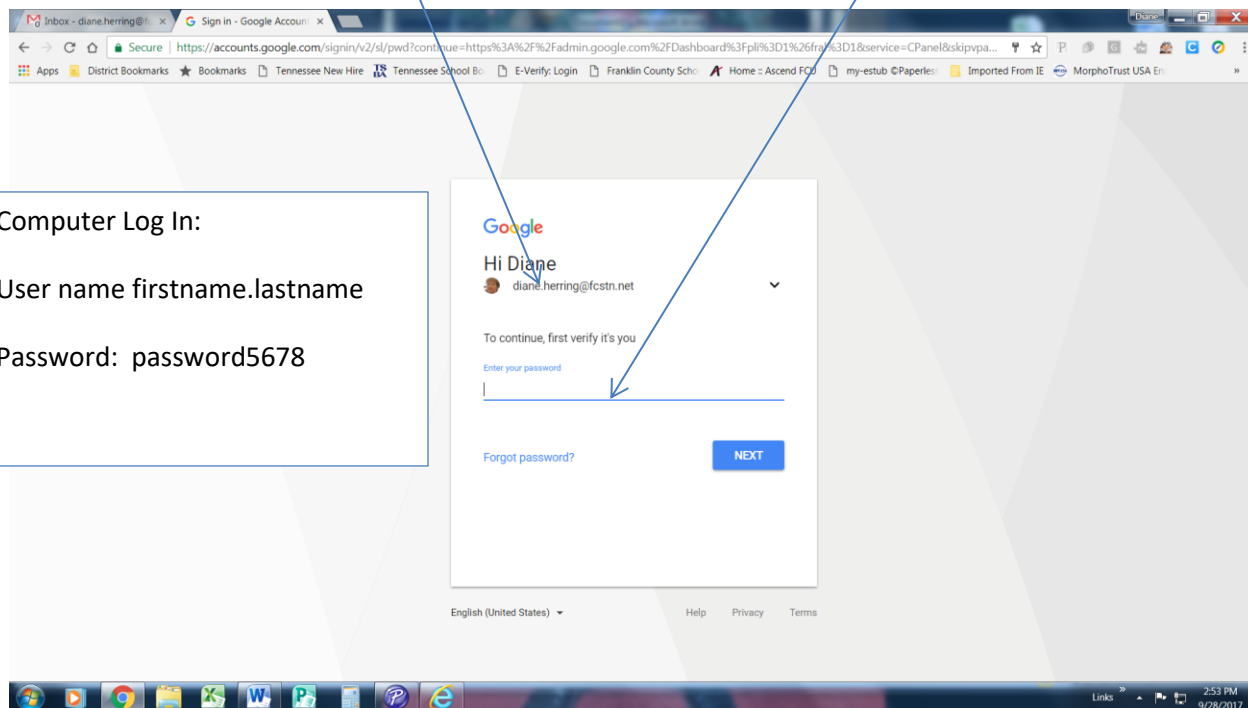 Inbox - diane.herring@fc
Sign in - Google Accoun
Diane
Secure | https://accounts.google.com/signin/v2/sl/pwd?continue=https%3A%2F%2Fadmin.google.com%2FDashboard%3Fpli%3D1%26fral%3D1&service=CPanel&skipvpa...
Apps District Bookmarks Bookmarks Tennessee New Hire Tennessee School Bo E-Verify: Login Franklin County Scho Home :: Ascend FCU my-estub ©Paperless Imported From IE MorphoTrust USA En »
Computer Log In:
User name firstname.lastname
Password: password5678
Google
Hi Diane
diane.herring@fcstn.net
To continue, first verify it's you
Enter your password
Forgot password?
NEXT
English (United States)
Help Privacy Terms
Links »
2:53 PM
9/28/2017